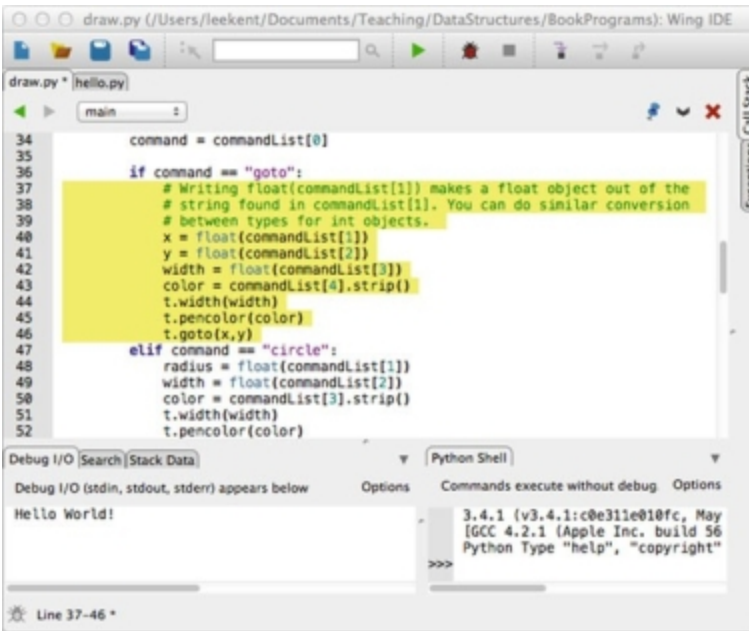 draw.py (/Users/leekent/Documents/Teaching/DataStructures/BookPrograms): Wing IDE
draw.py * hello.py
main
34 command = commandList[0]
35
36 if command == "goto":
37 # Writing float(commandList[1]) makes a float object out of the
38 # string found in commandList[1]. You can do similar conversion
39 # between types for int objects.
40 x = float(commandList[1])
41 y = float(commandList[2])
42 width = float(commandList[3])
43 color = commandList[4].strip()
44 t.width(width)
45 t.pencolor(color)
46 t.goto(x,y)
47 elif command == "circle":
48 radius = float(commandList[1])
49 width = float(commandList[2])
50 color = commandList[3].strip()
51 t.width(width)
52 t.pencolor(color)
Call Stack
Debug I/O Search Stack Data
Debug I/O (stdin, stdout, stderr) appears below Options
Hello World!
Python Shell
Commands execute without debug. Options
3.4.1 (v3.4.1:c0e311e010fc, May
[GCC 4.2.1 (Apple Inc. build 56
Python Type "help", "copyright"
>>>
Line 37-46 *